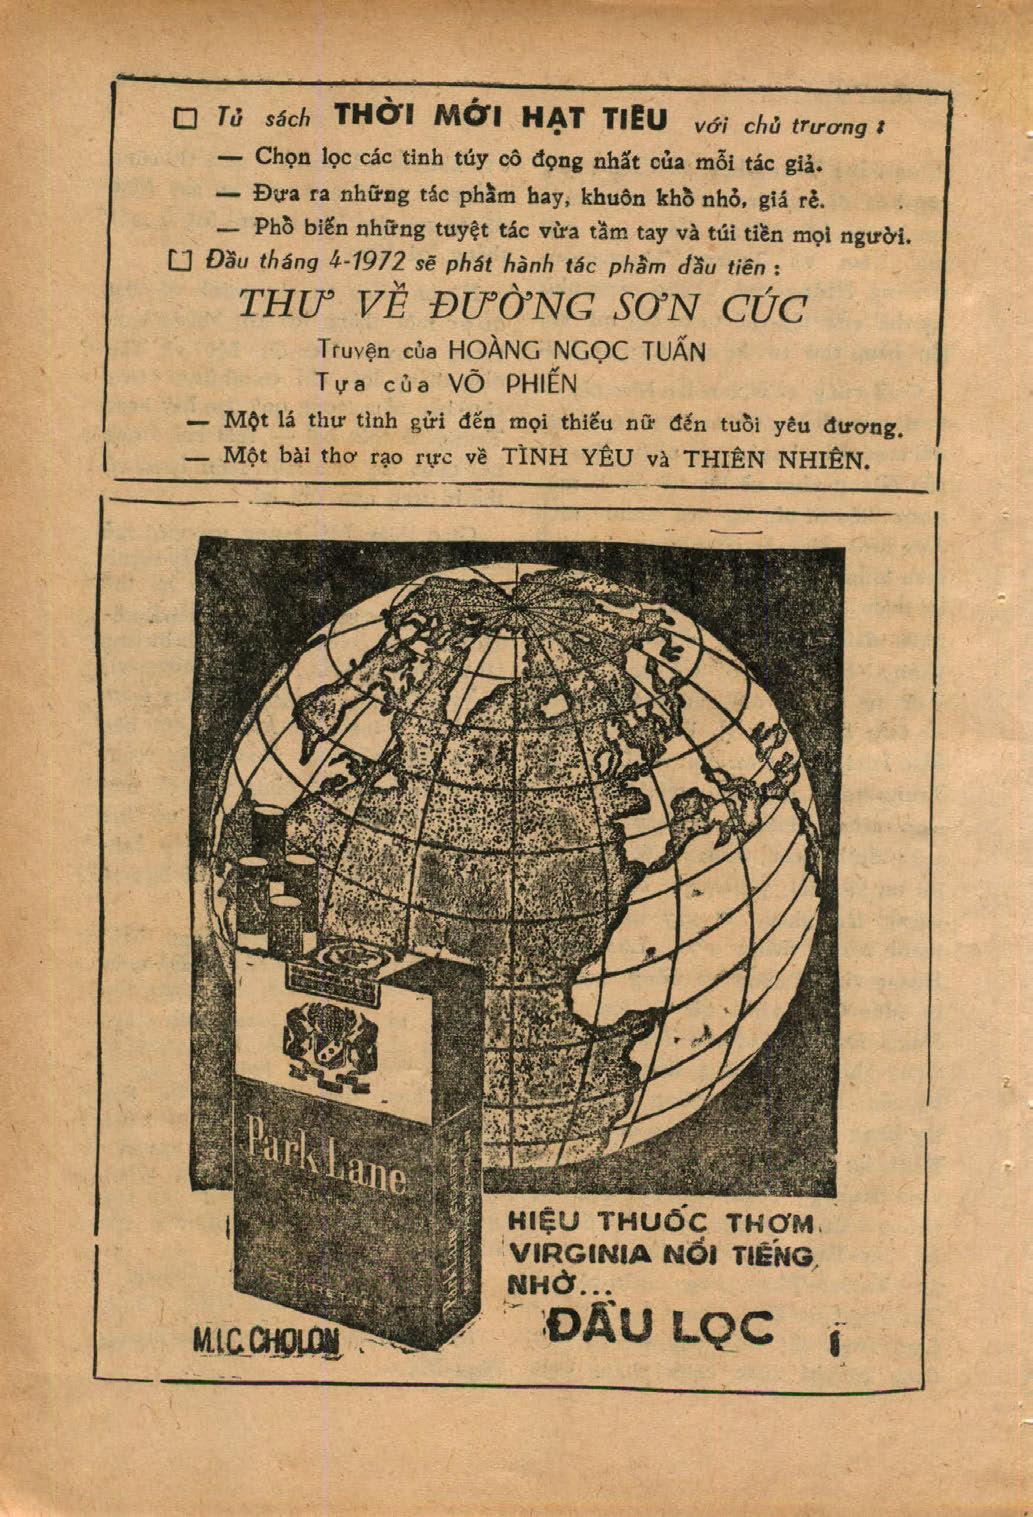 □ Tủ sách THỜI MỚI HẠT TIÊU với chủ trương :
— Chọn lọc các tinh túy cô đọng nhất của mỗi tác giả.
— Đưa ra những tác phẩm hay, khuôn khổ nhỏ, giá rẻ.
— Phổ biến những tuyệt tác vừa tầm tay và túi tiền mọi người.
□ Đầu tháng 4-1972 sẽ phát hành tác phẩm đầu tiên :
THƯ VỀ ĐƯỜNG SƠN CÚC
Truyện của HOÀNG NGỌC TUẤN
Tựa của VÕ PHIẾN
— Một lá thư tình gửi đến mọi thiếu nữ đến tuổi yêu đương.
— Một bài thơ rạo rực về TÌNH YÊU và THIÊN NHIÊN.
Park Lane
HIỆU THUỐC THƠM
VIRGINIA NỔI TIẾNG
NHỜ...
ĐẦU LỌC
M.I.C. CHOLON